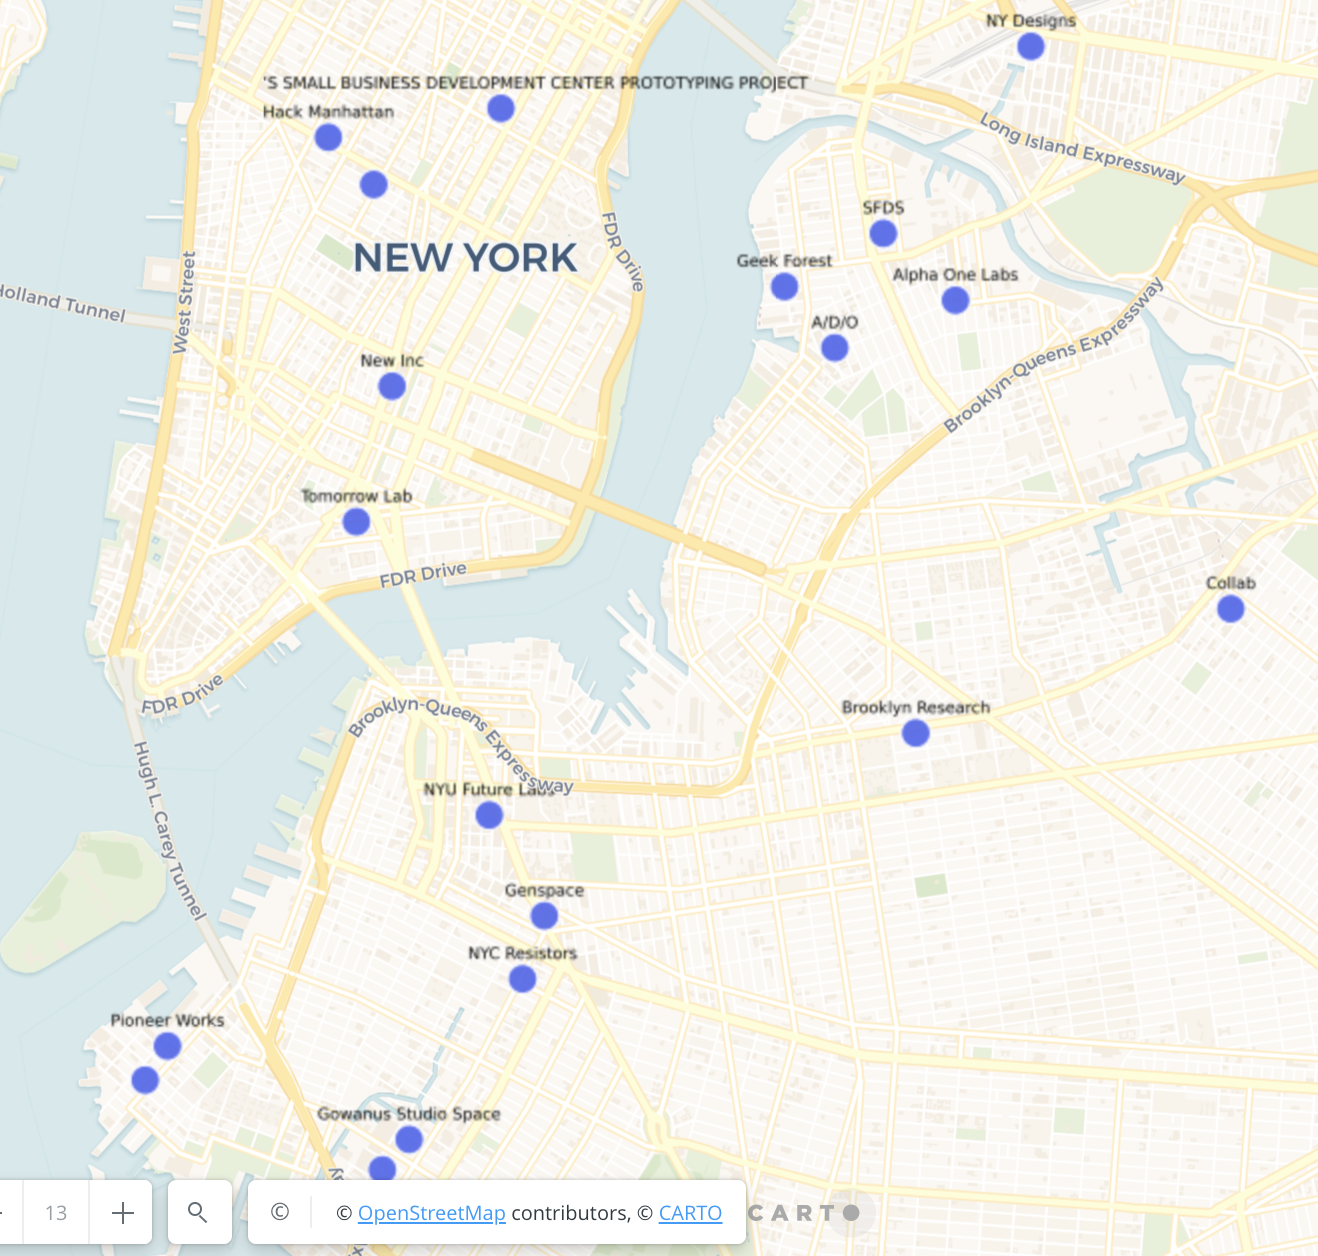 NY Designs
'S SMALL BUSINESS DEVELOPMENT CENTER PROTOTYPING PROJECT
Hack Manhattan
Long Island Expressway
SFDS
FDR Drive
NEW YORK
Geek Forest
Alpha One Labs
West Street
Holland Tunnel
A/D/O
Brooklyn-Queens Expressway
New Inc
Tomorrow Lab
FDR Drive
Collab
FDR Drive
Brooklyn-Queens Expressway
Brooklyn Research
Hugh L. Carey Tunnel
NYU Future Labs
Genspace
NYC Resistors
Pioneer Works
Gowanus Studio Space
13
©
© OpenStreetMap contributors, © CARTO
CARTO